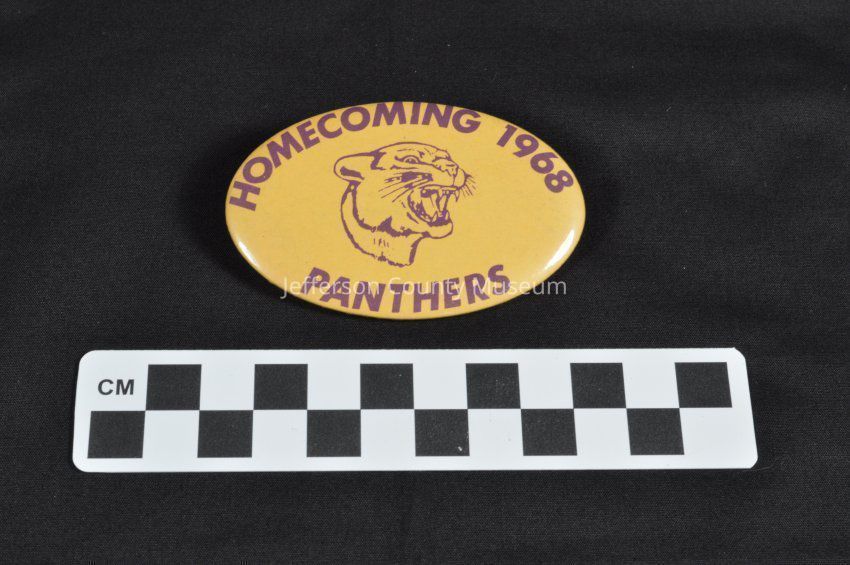 HOMECOMING 1968
PANTHERS
Jefferson County Museum
CM